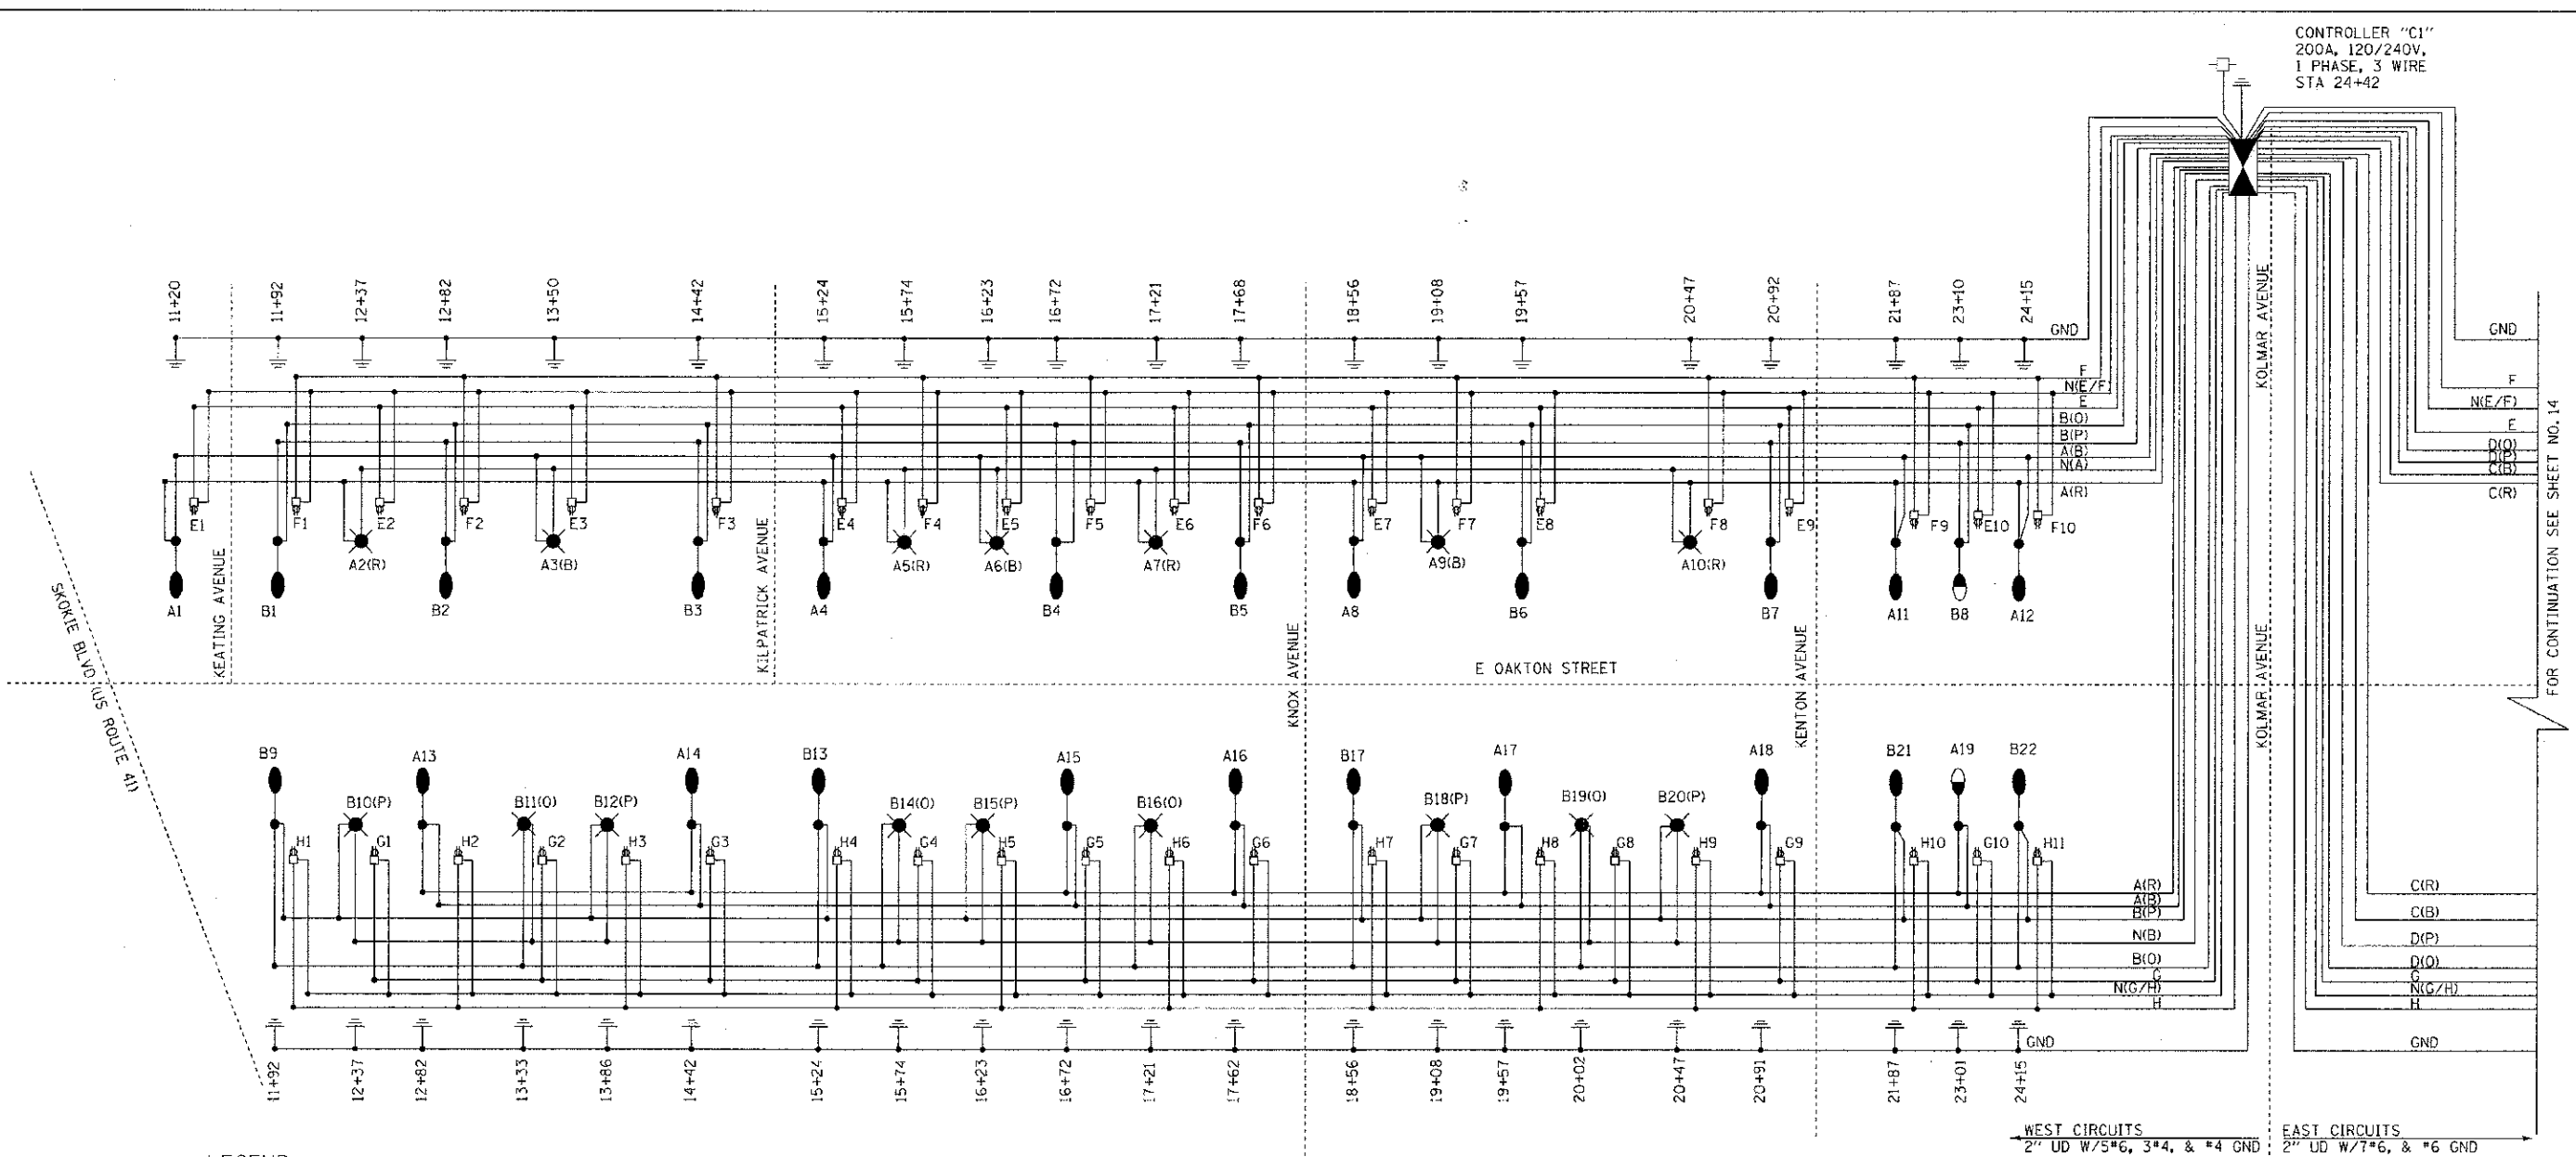 CONTROLLER "C1"
200A, 120/240V,
1 PHASE, 3 WIRE
STA 24+42
11+20
11+92
12+37
12+82
13+50
14+42
15+24
15+74
16+23
16+72
17+21
17+68
18+56
19+08
19+57
20+47
20+92
21+87
23+10
24+15
GND
F
N(E/F)
E
B(O)
B(P)
A(B)
N(A)
A(R)
GND
F
N(E/F)
E
D(O)
D(P)
C(B)
C(R)
E1
F1
E2
F2
E3
F3
E4
F4
E5
F5
E6
F6
E7
F7
E8
F8
E9
F9
E10
F10
A1
B1
A2(R)
B2
A3(B)
B3
A4
A5(R)
A6(B)
B4
A7(R)
B5
A8
A9(B)
B6
A10(R)
B7
A11
B8
A12
SKOKIE BLVD (US ROUTE 41)
KEATING AVENUE
KILPATRICK AVENUE
KNOX AVENUE
E OAKTON STREET
KENTON AVENUE
KOLMAR AVENUE
KOLMAR AVENUE
FOR CONTINUATION SEE SHEET NO. 14
B9
B10(P)
A13
B11(O)
B12(P)
A14
B13
B14(O)
B15(P)
A15
B16(O)
A16
B17
B18(P)
A17
B19(O)
B20(P)
A18
B21
A19
B22
H1
G1
H2
G2
H3
G3
H4
G4
H5
G5
H6
G6
H7
G7
H8
G8
H9
G9
H10
G10
H11
A(R)
A(B)
B(P)
N(B)
B(O)
G
N(G/H)
H
GND
C(R)
C(B)
D(P)
D(O)
G
N(G/H)
H
GND
11+92
12+37
12+82
13+33
13+86
14+42
15+24
15+74
16+23
16+72
17+21
17+62
18+56
19+08
19+57
20+02
20+47
20+91
21+87
23+01
24+15
WEST CIRCUITS
2" UD W/5#6, 3#4, & #4 GND
EAST CIRCUITS
2" UD W/7#6, & #6 GND
LEGEND